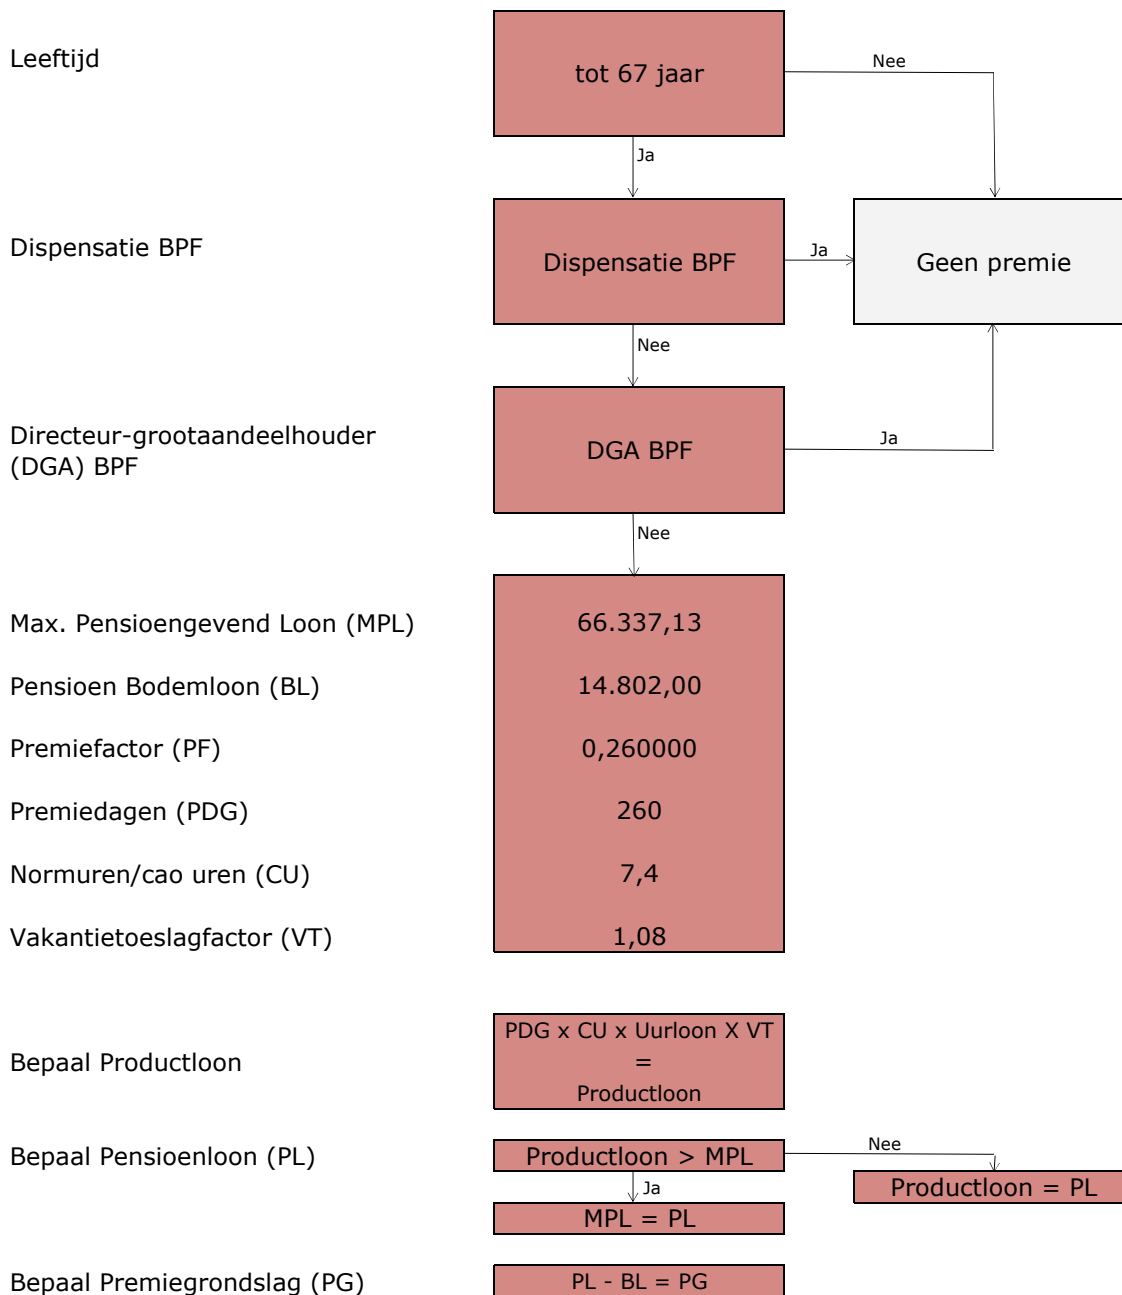 Leeftijd
tot 67 jaar
Nee
Ja
Dispensatie BPF
Dispensatie BPF
Ja
Geen premie
Nee
Directeur-grootaandeelhouder
(DGA) BPF
DGA BPF
Ja
Nee
Max. Pensioengevend Loon (MPL)
66.337,13
Pensioen Bodemloon (BL)
14.802,00
Premiefactor (PF)
0,260000
Premiedagen (PDG)
260
Normuren/cao uren (CU)
7,4
Vakantietoeslagfactor (VT)
1,08
Bepaal Productloon
PDG x CU x Uurloon X VT
=
Productloon
Bepaal Pensioenloon (PL)
Productloon > MPL
Nee
Productloon = PL
Ja
MPL = PL
Bepaal Premiegrondslag (PG)
PL - BL = PG